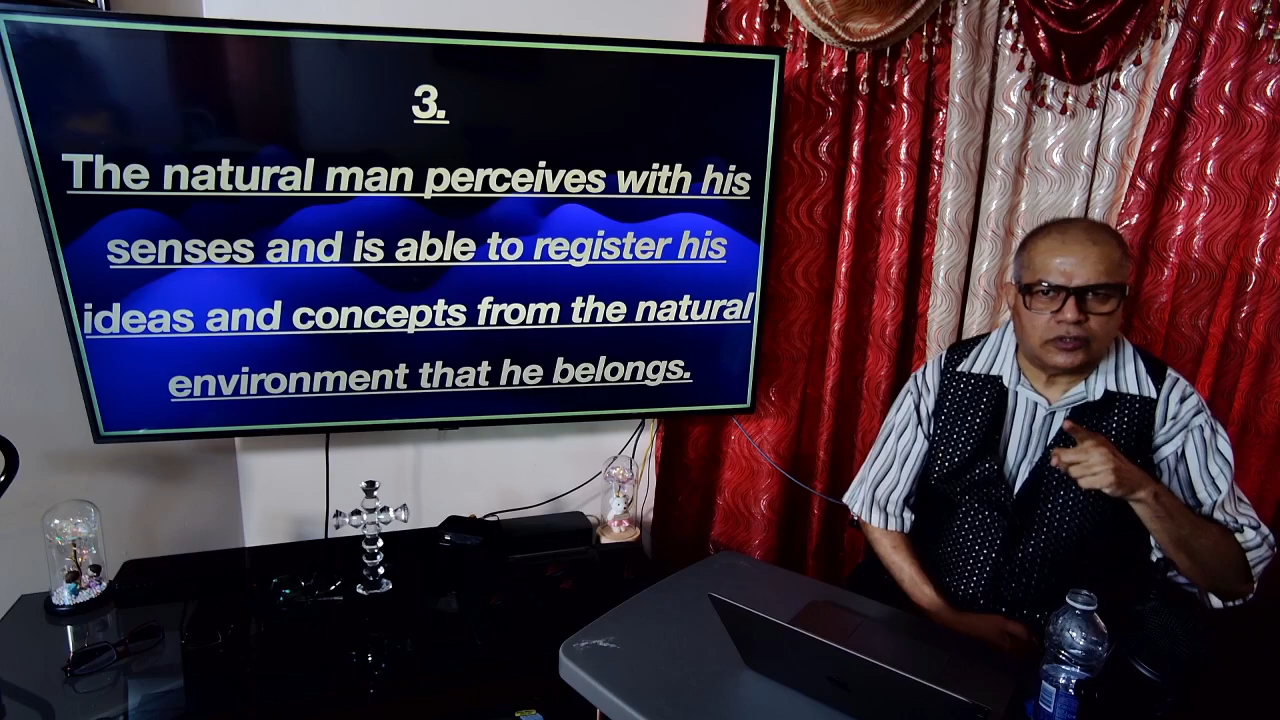 3.
The natural man perceives with his
senses and is able to register his
ideas and concepts from the natural
environment that he belongs.